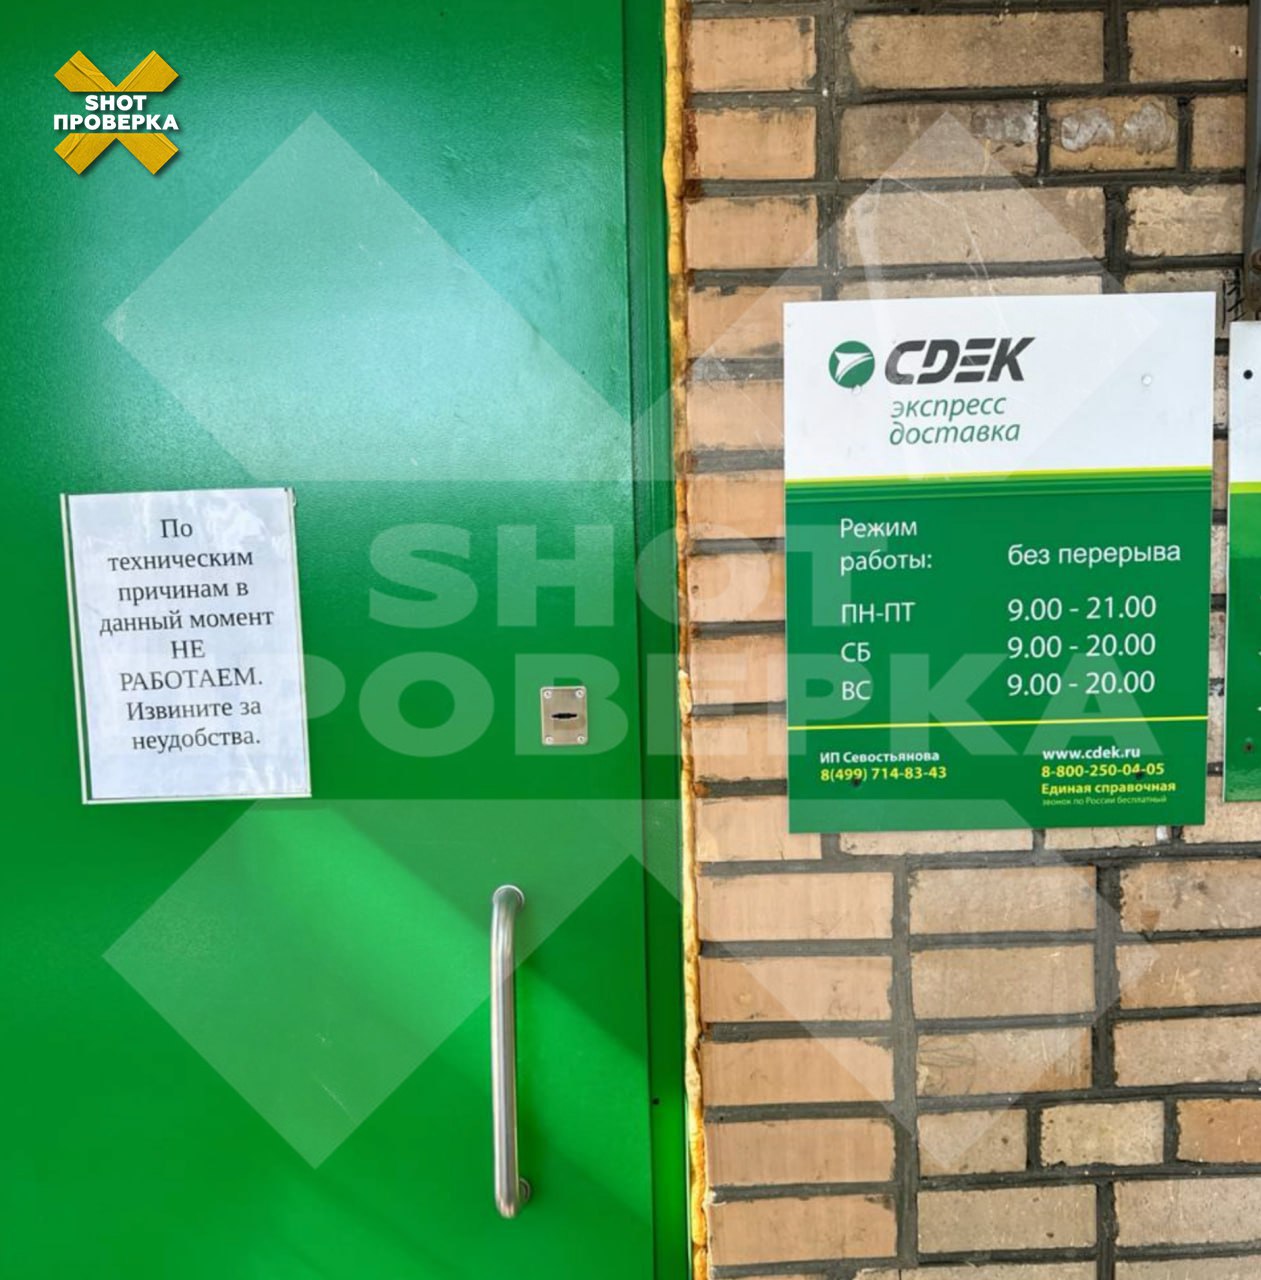 SHOT
ПРОВЕРКА
По
техническим
причинам в
данный момент
НЕ
РАБОТАЕМ.
Извините за
неудобства.
CDEK
экспресс
доставка
Режим
работы: без перерыва
ПН-ПТ 9.00 - 21.00
СБ 9.00 - 20.00
ВС 9.00 - 20.00
ИП Севостьянова
8(499) 714-83-43
www.cdek.ru
8-800-250-04-05
Единая справочная
звонок по России бесплатный
SHOT
ПРОВЕРКА